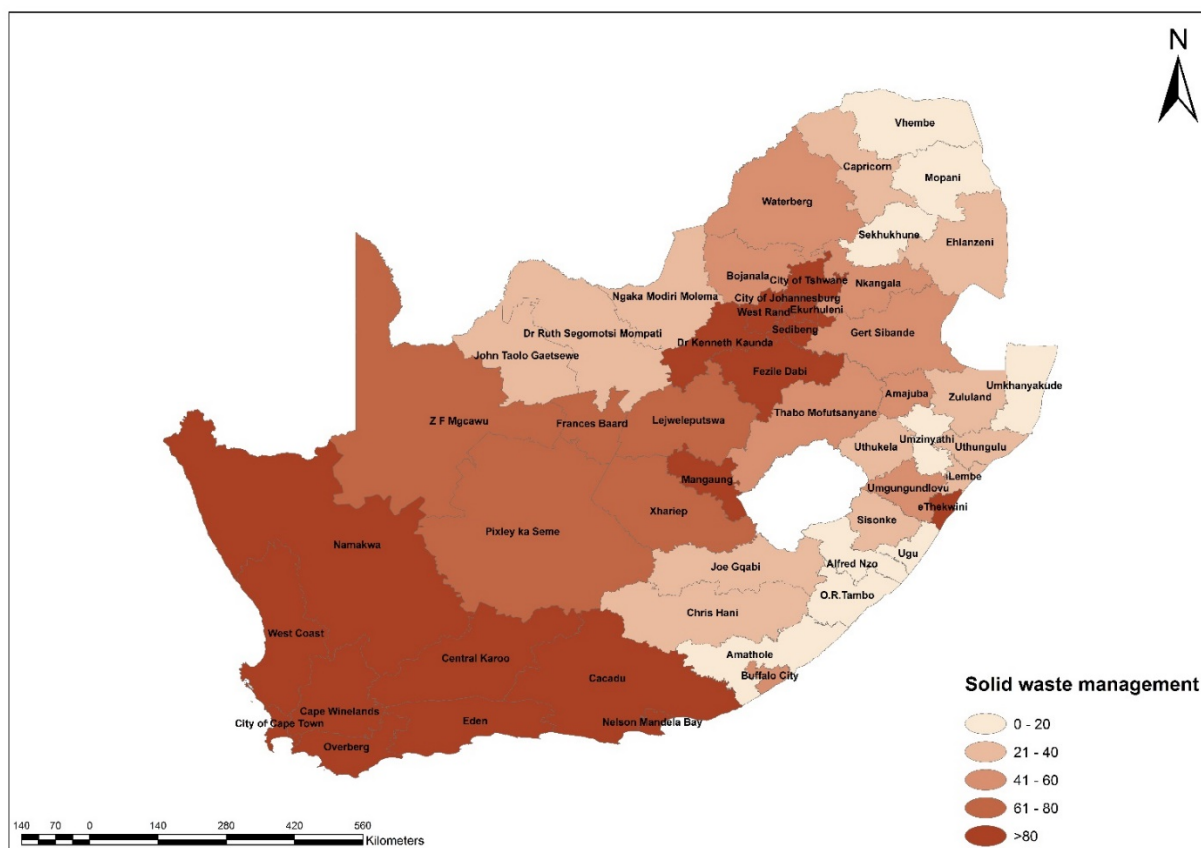 N
Vhembe
Capricorn
Mopani
Waterberg
Sekhukhune
Ehlanzeni
Bojanala
City of Tshwane
Nkangala
Ngaka Modiri Molema
City of Johannesburg
West Rand
Ekurhuleni
Sedibeng
Gert Sibande
Dr Ruth Segomotsi Mompati
Dr Kenneth Kaunda
John Taolo Gaetsewe
Fezile Dabi
Umkhanyakude
Amajuba
Zululand
Thabo Mofutsanyane
Z F Mgcawu
Frances Baard
Lejweleputswa
Umzinyathi
Uthukela
Uthungulu
iLembe
Mangaung
Umgungundlovu
eThekwini
Xhariep
Sisonke
Pixley ka Seme
Namakwa
Ugu
Alfred Nzo
Joe Gqabi
O.R.Tambo
Chris Hani
West Coast
Amathole
Central Karoo
Buffalo City
Cacadu
Cape Winelands
City of Cape Town
Eden
Nelson Mandela Bay
Overberg
Solid waste management
0 - 20
21 - 40
41 - 60
61 - 80
>80
140 70 0 140 280 420 560
Kilometers